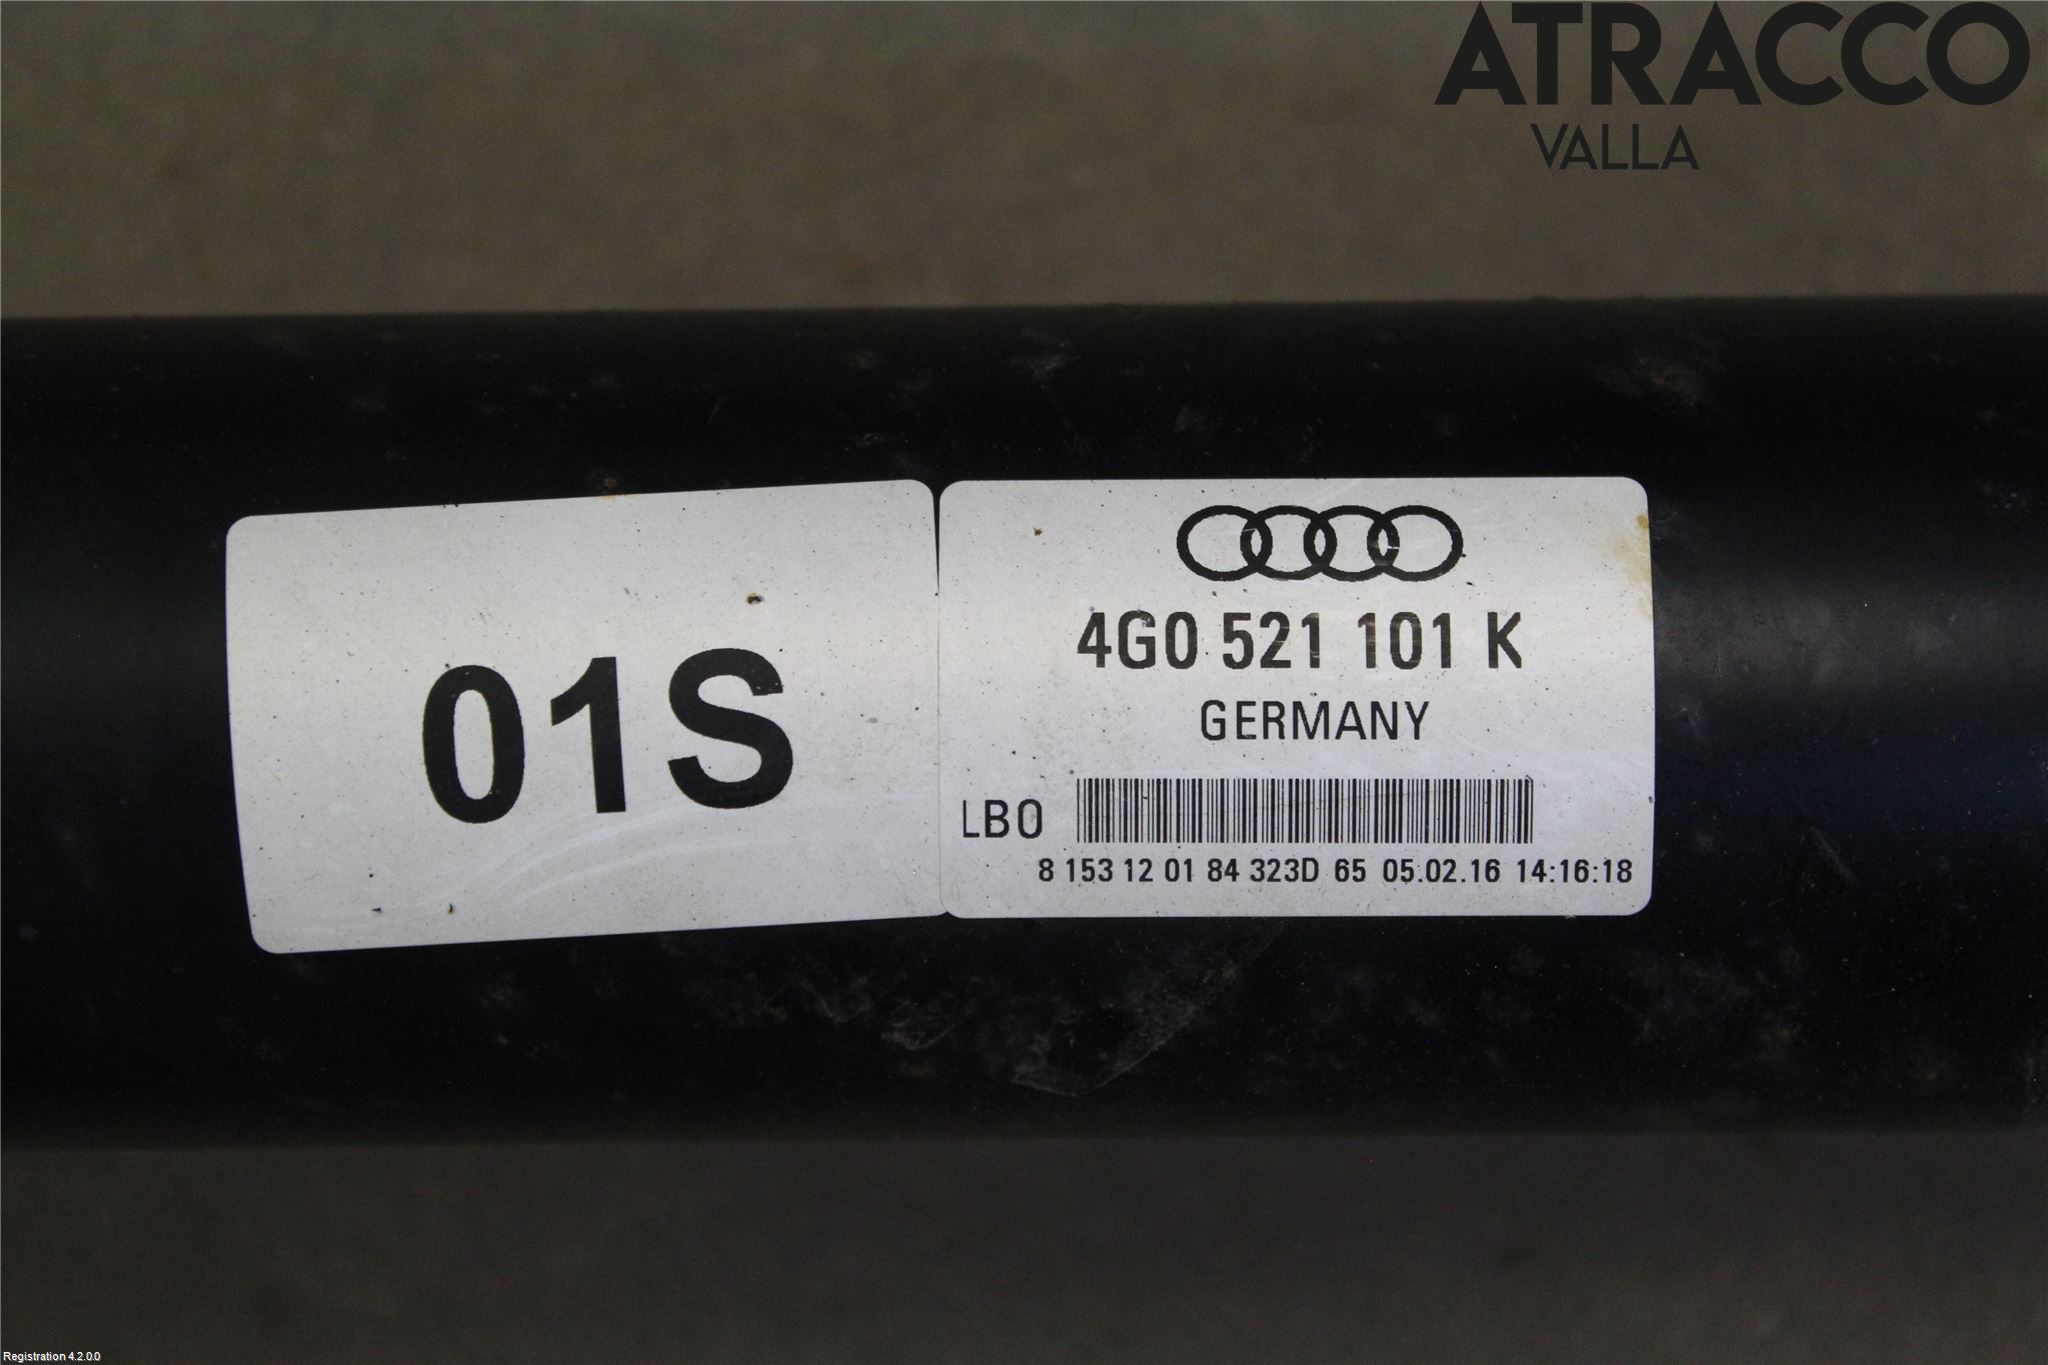 ATRACCO
VALLA
01S
4G0 521 101 K
GERMANY
LBO
8 153 12 01 84 323D 65 05.02.16 14:16:18
Registration 4.2.0.0